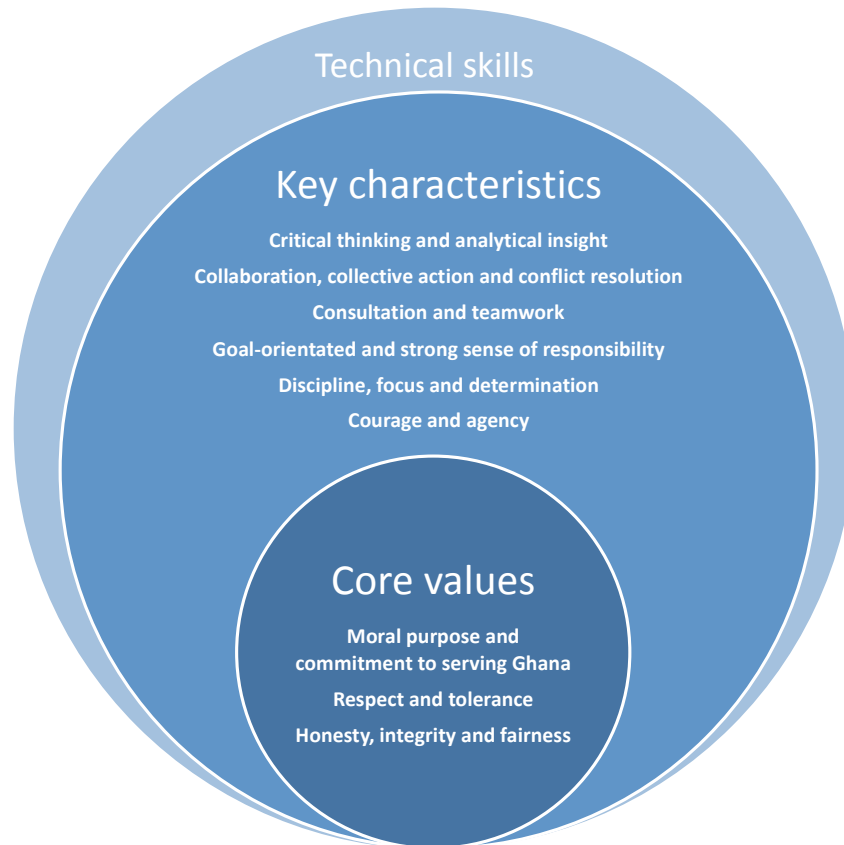 Technical skills
Key characteristics
Critical thinking and analytical insight
Collaboration, collective action and conflict resolution
Consultation and teamwork
Goal-orientated and strong sense of responsibility
Discipline, focus and determination
Courage and agency
Core values
Moral purpose and
commitment to serving Ghana
Respect and tolerance
Honesty, integrity and fairness